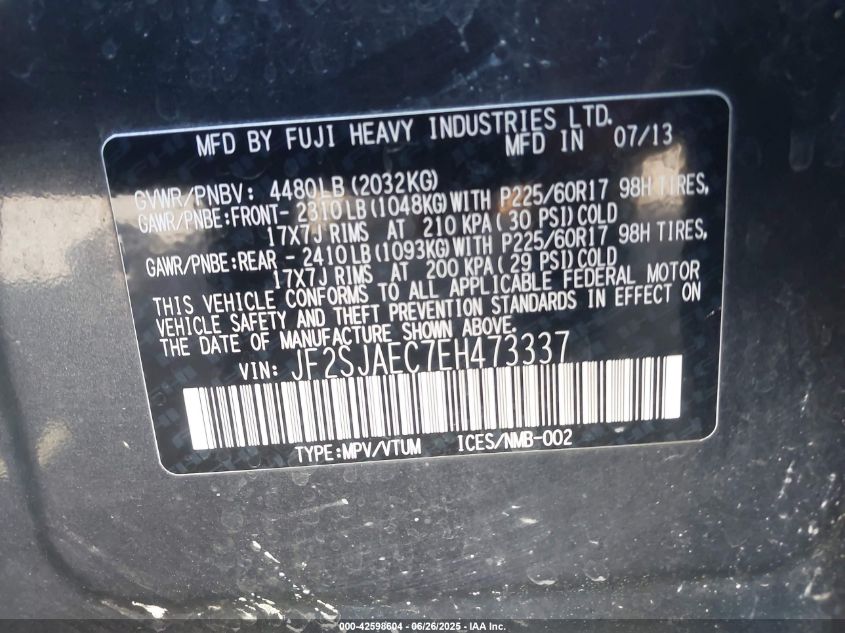 MFD BY FUJI HEAVY INDUSTRIES LTD.
MFD IN 07/13
GVWR/PNBV: 4480LB (2032KG)
GAWR/PNBE:FRONT- 2310LB (1048KG)WITH P225/60R17 98H TIRES,
17X7J RIMS AT 210 KPA (30 PSI)COLD
GAWR/PNBE:REAR - 2410LB (1093KG)WITH P225/60R17 98H TIRES,
17X7J RIMS AT 200 KPA (29 PSI)COLD
THIS VEHICLE CONFORMS TO ALL APPLICABLE FEDERAL MOTOR
VEHICLE SAFETY AND THEFT PREVENTION STANDARDS IN EFFECT ON
THE DATE OF MANUFACTURE SHOWN ABOVE.
VIN: JF2SJAEC7EH473337
TYPE:MPV/VTUM ICES/NMB-002
000-42598604 - 06/26/2025 - IAA Inc.